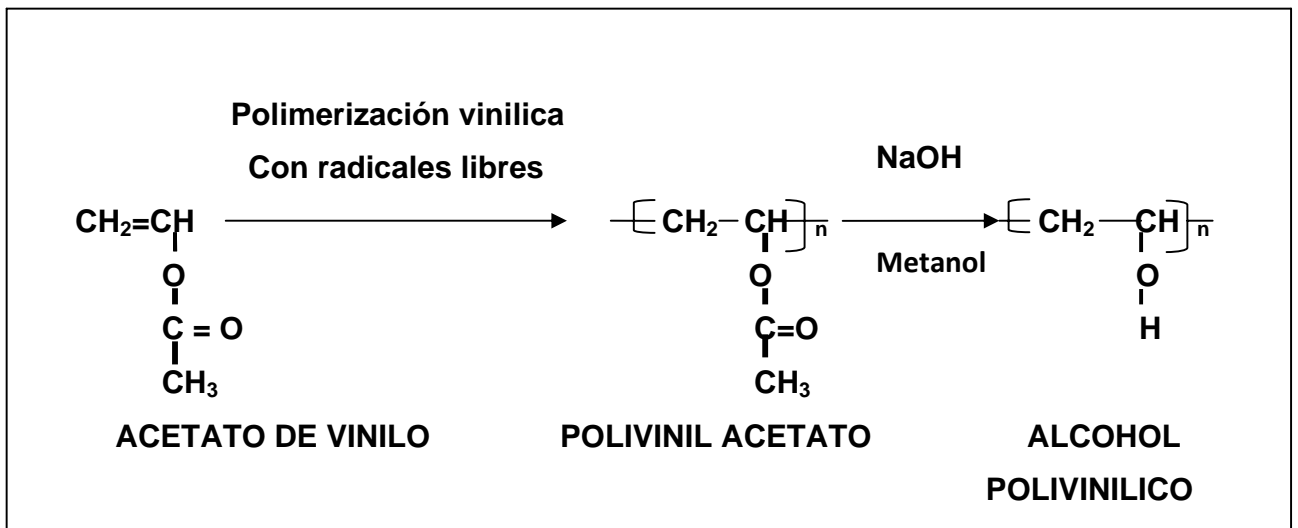 Polimerización vinilica
Con radicales libres
NaOH
CH₂=CH
CH₂ CH n
CH₂ CH n
Metanol
O
O
O
C = O
C=O
H
CH₃
CH₃
ACETATO DE VINILO POLIVINIL ACETATO ALCOHOL
POLIVINILICO